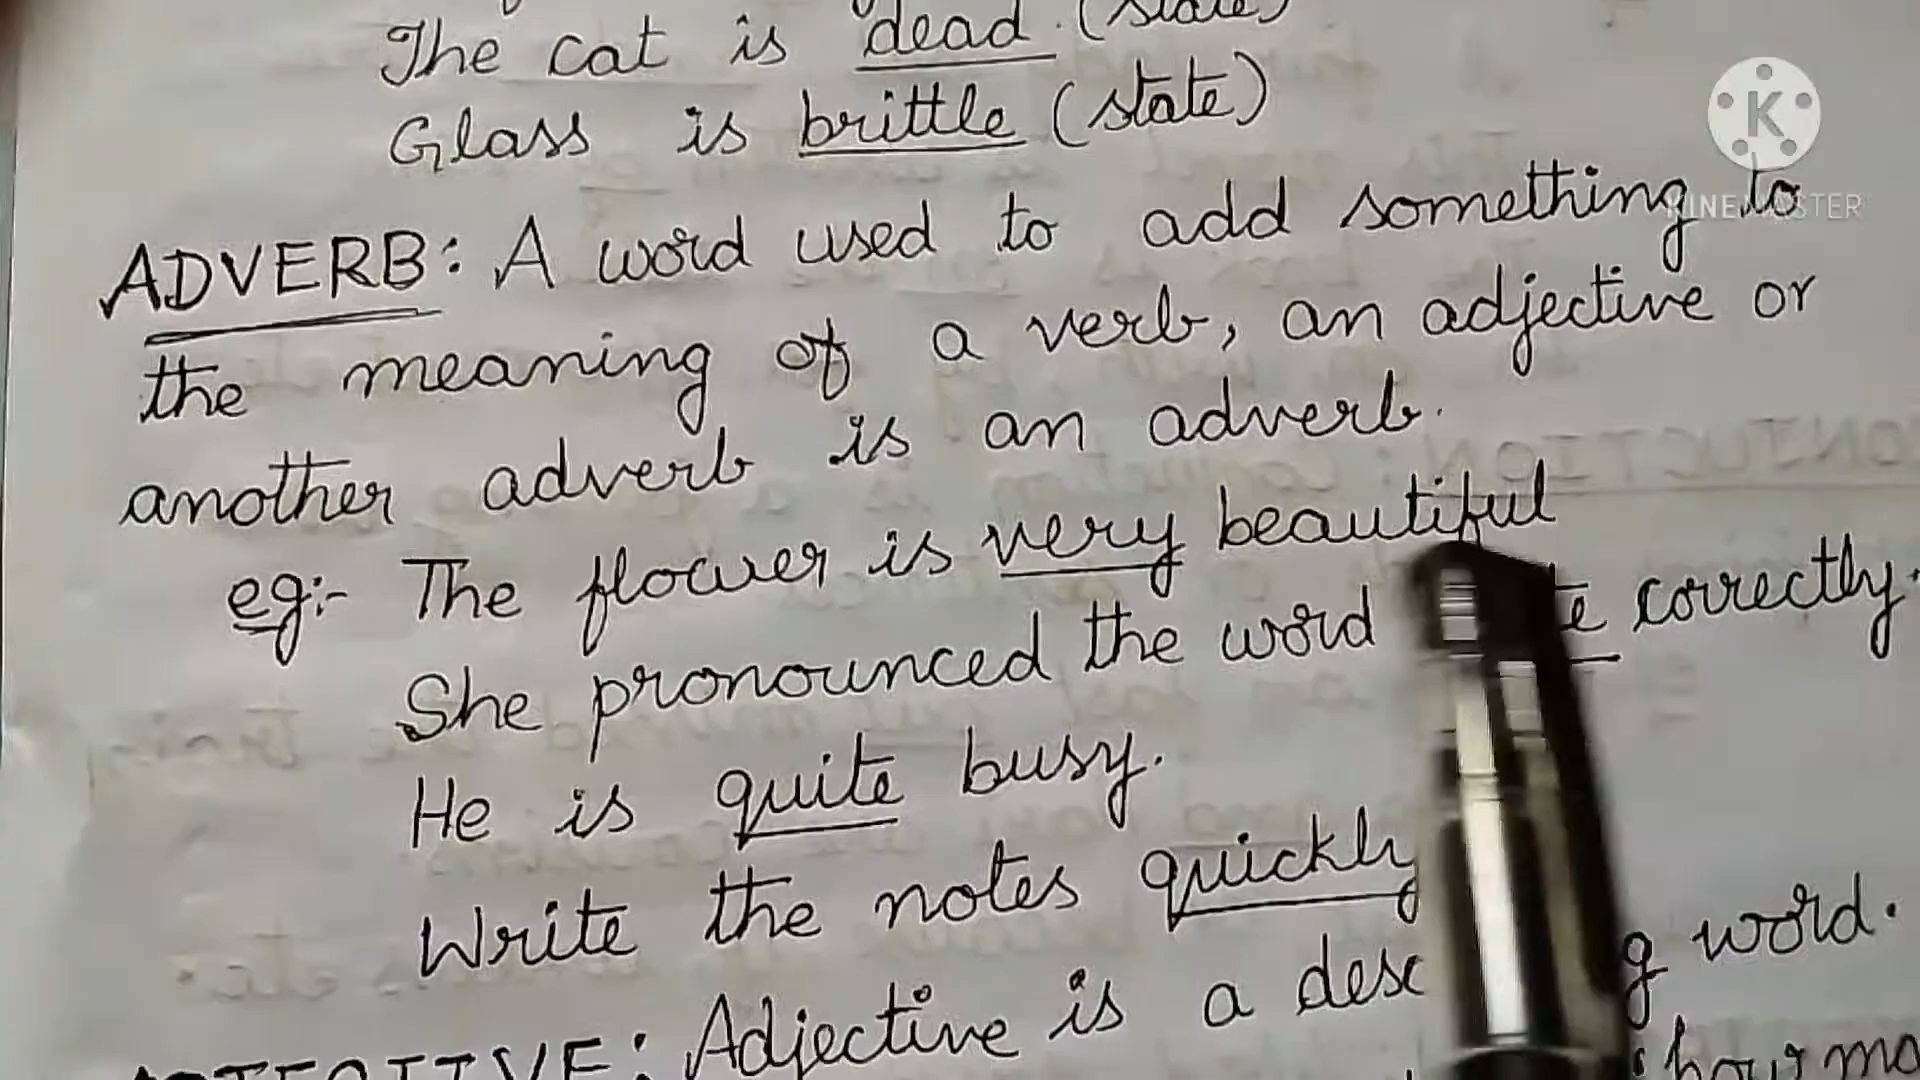 The cat is dead. (state)
Glass is brittle (state)
K
KINEMASTER
ADVERB: A word used to add something to
the meaning of a verb, an adjective or
another adverb is an adverb.
eg:- The flower is very beautiful
She pronounced the word correctly.
He is quite busy.
Write the notes quickly
: Adjective is a word.